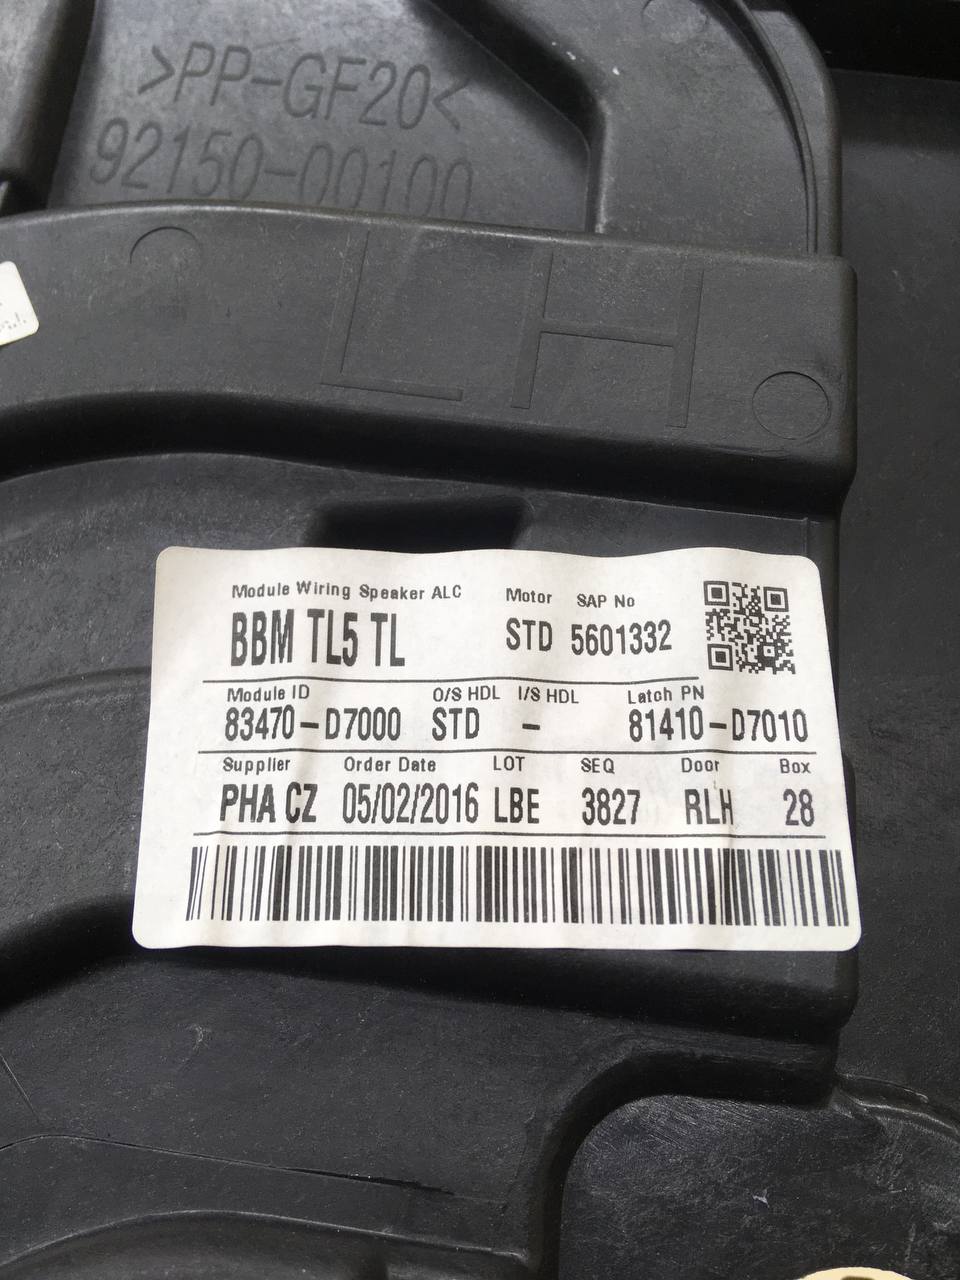 >PP-GF20<
92150-00100
LH
Module Wiring Speaker ALC Motor SAP No
BBM TL5 TL STD 5601332
Module ID O/S HDL I/S HDL Latch PN
83470-D7000 STD - 81410-D7010
Supplier Order Date LOT SEQ Door Box
PHA CZ 05/02/2016 LBE 3827 RLH 28